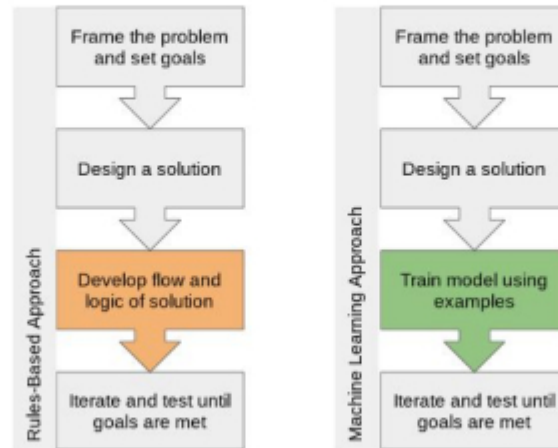 Rules-Based Approach
Frame the problem
and set goals
Design a solution
Develop flow and
logic of solution
Iterate and test until
goals are met
Machine Learning Approach
Frame the problem
and set goals
Design a solution
Train model using
examples
Iterate and test until
goals are met